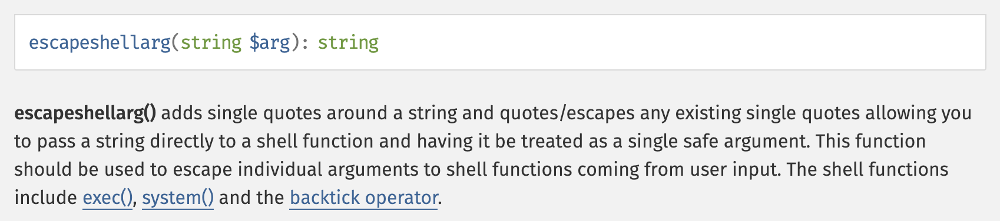 escapeshellarg(string $arg): string
escapeshellarg() adds single quotes around a string and quotes/escapes any existing single quotes allowing you
to pass a string directly to a shell function and having it be treated as a single safe argument. This function
should be used to escape individual arguments to shell functions coming from user input. The shell functions
include exec(), system() and the backtick operator.